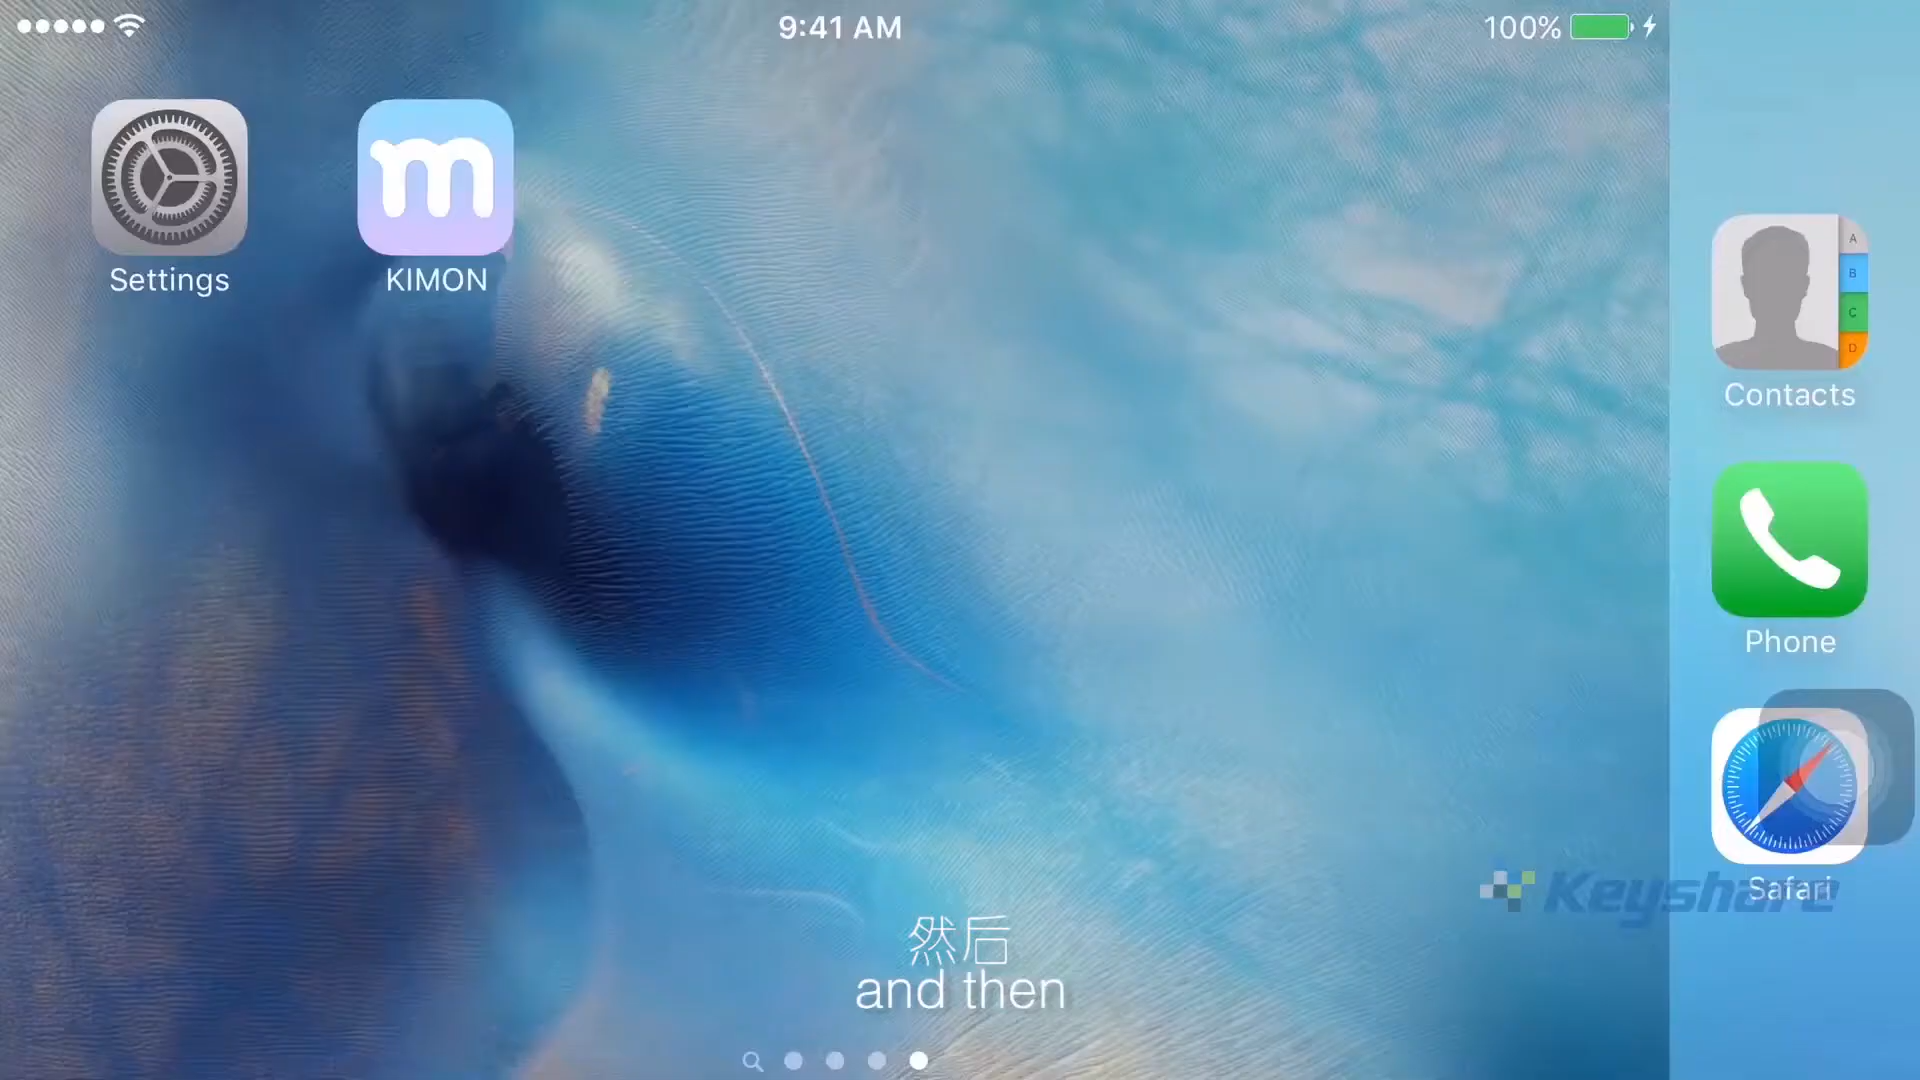 9:41 AM
100%
Settings
KIMON
m
A
B
C
D
Contacts
Phone
Safari
Keyshare
然后
and then